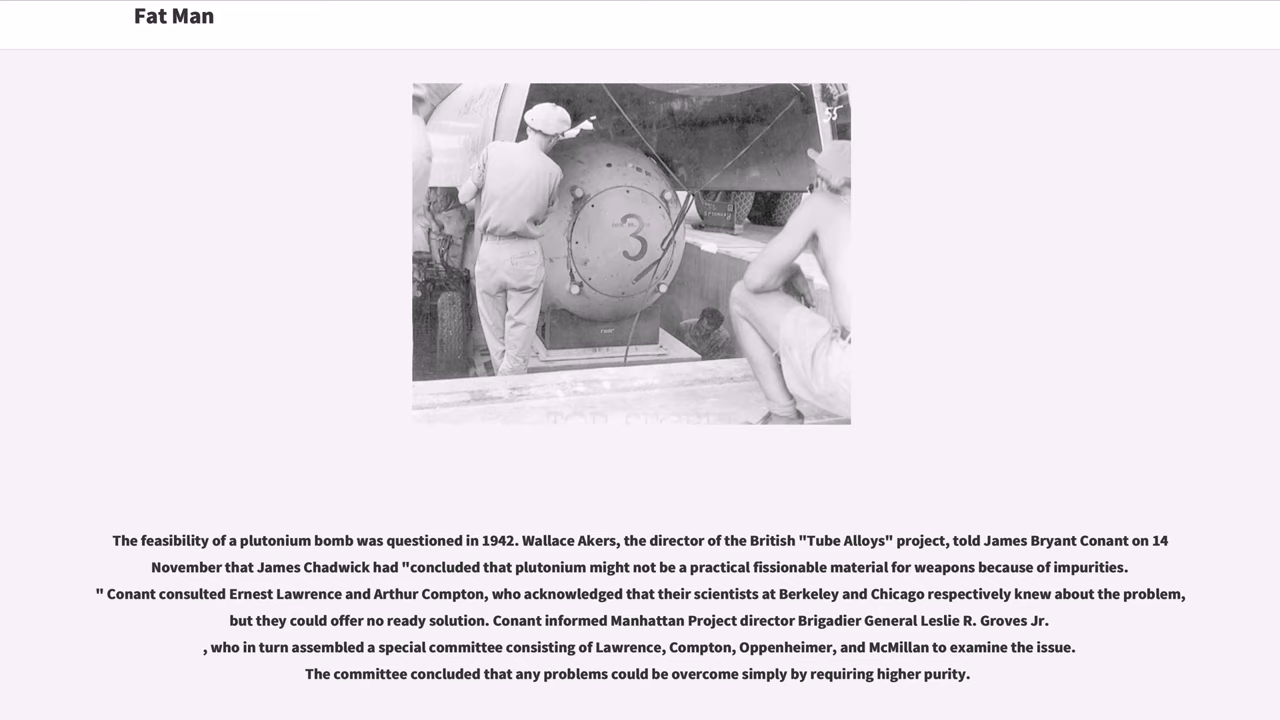 Fat Man
55
3
rear
The feasibility of a plutonium bomb was questioned in 1942. Wallace Akers, the director of the British "Tube Alloys" project, told James Bryant Conant on 14
November that James Chadwick had "concluded that plutonium might not be a practical fissionable material for weapons because of impurities.
" Conant consulted Ernest Lawrence and Arthur Compton, who acknowledged that their scientists at Berkeley and Chicago respectively knew about the problem,
but they could offer no ready solution. Conant informed Manhattan Project director Brigadier General Leslie R. Groves Jr.
, who in turn assembled a special committee consisting of Lawrence, Compton, Oppenheimer, and McMillan to examine the issue.
The committee concluded that any problems could be overcome simply by requiring higher purity.